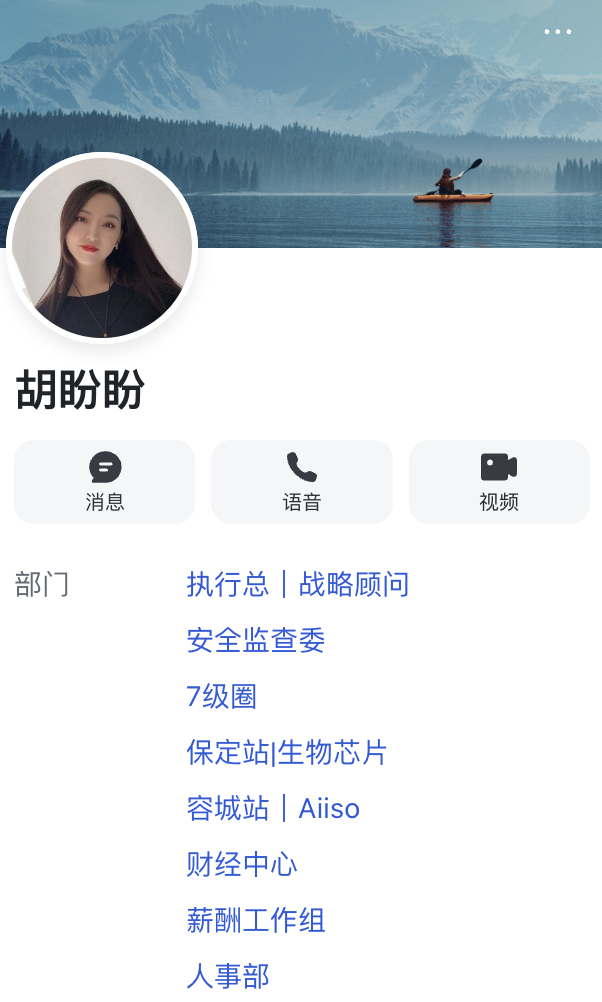 胡盼盼
消息
语音
视频
部门
执行总｜战略顾问
安全监查委
7级圈
保定站|生物芯片
容城站｜Aiiso
财经中心
薪酬工作组
人事部